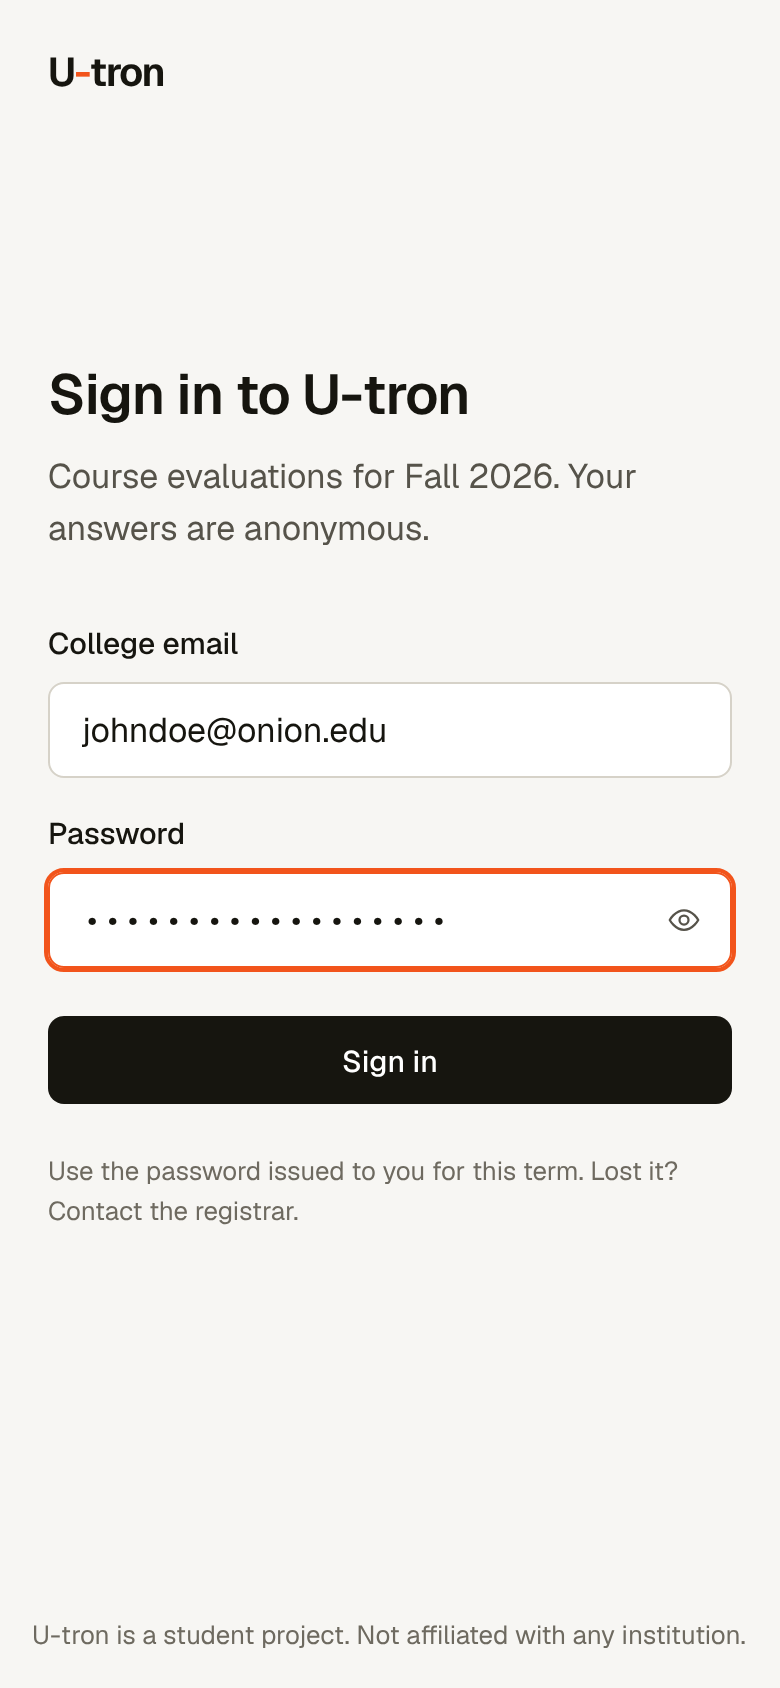 U-tron
Sign in to U-tron
Course evaluations for Fall 2026. Your
answers are anonymous.
College email
johndoe@onion.edu
Password
••••••••••••••••••
Sign in
Use the password issued to you for this term. Lost it?
Contact the registrar.
U-tron is a student project. Not affiliated with any institution.